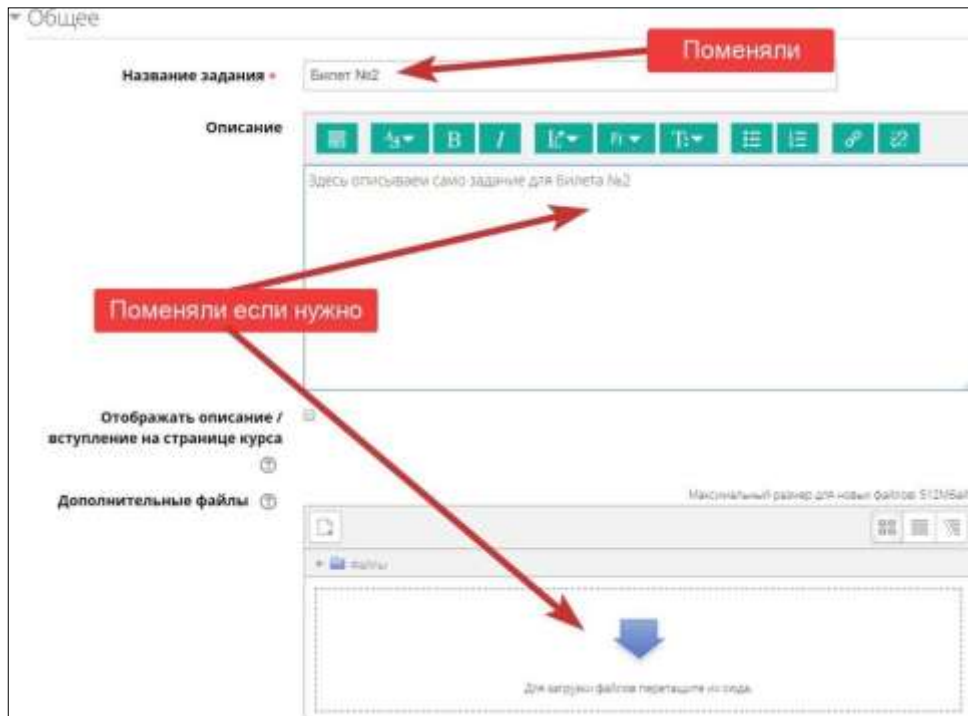 Общее
Поменяли
Название задания
Билет №2
Описание
B I
Здесь описываем само задание для билета №2
Поменяли если нужно
Отображать описание /
вступление на странице курса
Дополнительные файлы
Максимальный размер для новых файлов: 512Мбай
Файлы
Для загрузки файлов перетащите их сюда.